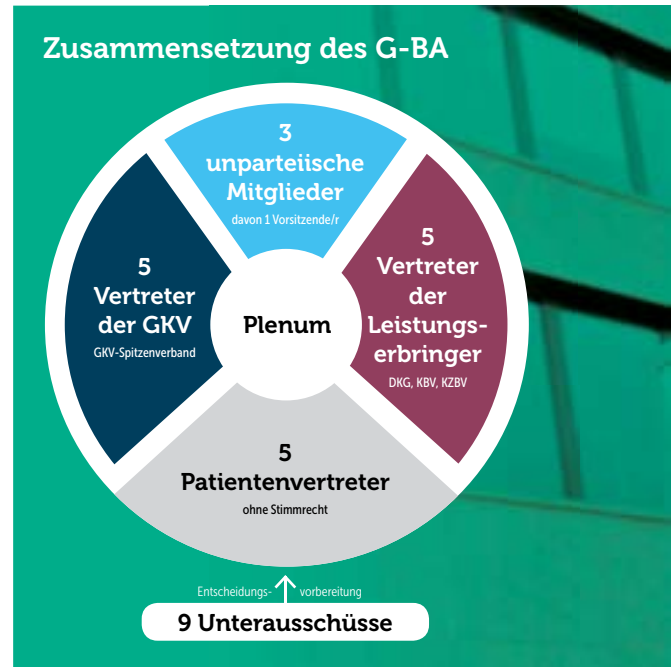 Zusammensetzung des G-BA
3
unparteiische
Mitglieder
davon 1 Vorsitzende/r
5
Vertreter
der GKV
GKV-Spitzenverband
Plenum
5
Vertreter
der
Leistungs-
erbringer
DKG, KBV, KZBV
5
Patientenvertreter
ohne Stimmrecht
Entscheidungs- vorbereitung
9 Unterausschüsse